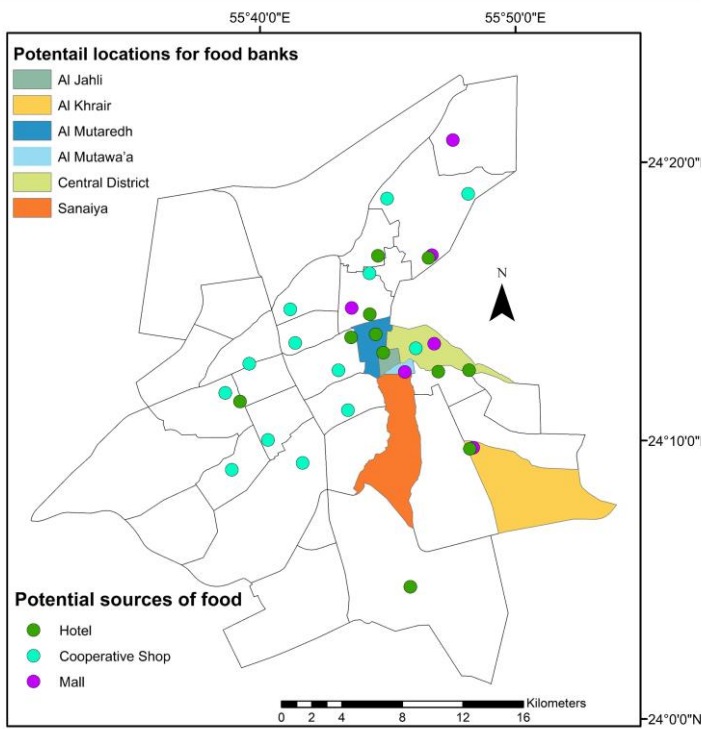 55°40'0"E 55°50'0"E
Potentail locations for food banks
Al Jahli
Al Khrair
Al Mutaredh
Al Mutawa'a
Central District
Sanaiya
24°20'0"N
N
24°10'0"N
Potential sources of food
Hotel
Cooperative Shop
Mall
Kilometers
0 1 2 4 8 12 16
24°0'0"N